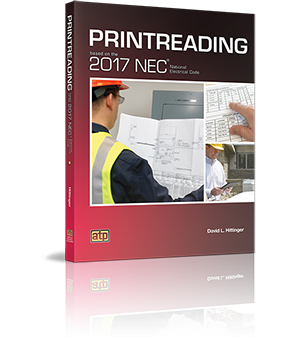 PRINTREADING
based on the
2017 NEC®
National
Electrical Code
David L. Hittinger
atp
PRINTREADING
2017 NEC
Hittinger